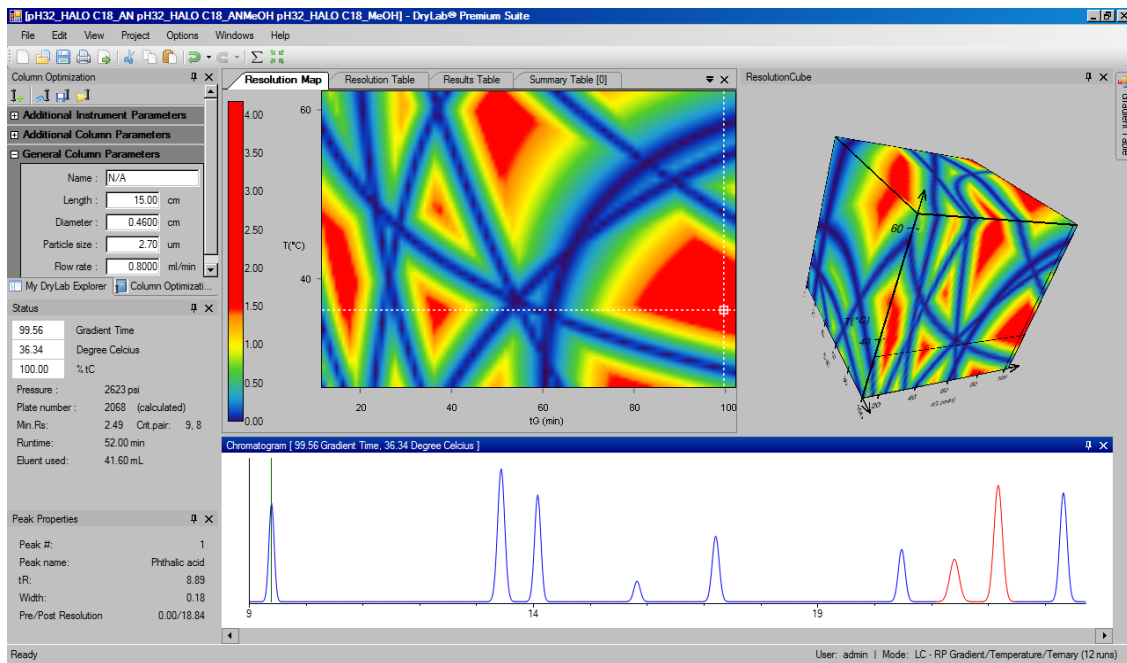 [pH32_HALO C18_AN pH32_HALO C18_ANMeOH pH32_HALO C18_MeOH] - DryLab® Premium Suite
File Edit View Project Options Windows Help
Column Optimization
Additional Instrument Parameters
Additional Column Parameters
General Column Parameters
Name : N/A
Length : 15.00 cm
Diameter : 0.4600 cm
Particle size : 2.70 um
Flow rate : 0.8000 ml/min
My DryLab Explorer Column Optimizati...
Status
99.56 Gradient Time
36.34 Degree Celcius
100.00 % tC
Pressure : 2623 psi
Plate number : 2068 (calculated)
Min.Rs: 2.49 Crit.pair: 9, 8
Runtime: 52.00 min
Eluent used: 41.60 mL
Peak Properties
Peak #: 1
Peak name: Phthalic acid
tR: 8.89
Width: 0.18
Pre/Post Resolution 0.00/18.84
Resolution Map Resolution Table Results Table Summary Table [0]
4.00
3.50
3.00
2.50
2.00
1.50
1.00
0.50
0.00
60
T(°C)
40
20 40 60 80 100
tG (min)
ResolutionCube
60
T(°C)
40
20 40 60 80 100
tG (min)
Gradient Table
Chromatogram [ 99.56 Gradient Time, 36.34 Degree Celcius ]
9 14 19
Ready
User: admin | Mode: LC - RP Gradient/Temperature/Ternary (12 runs)